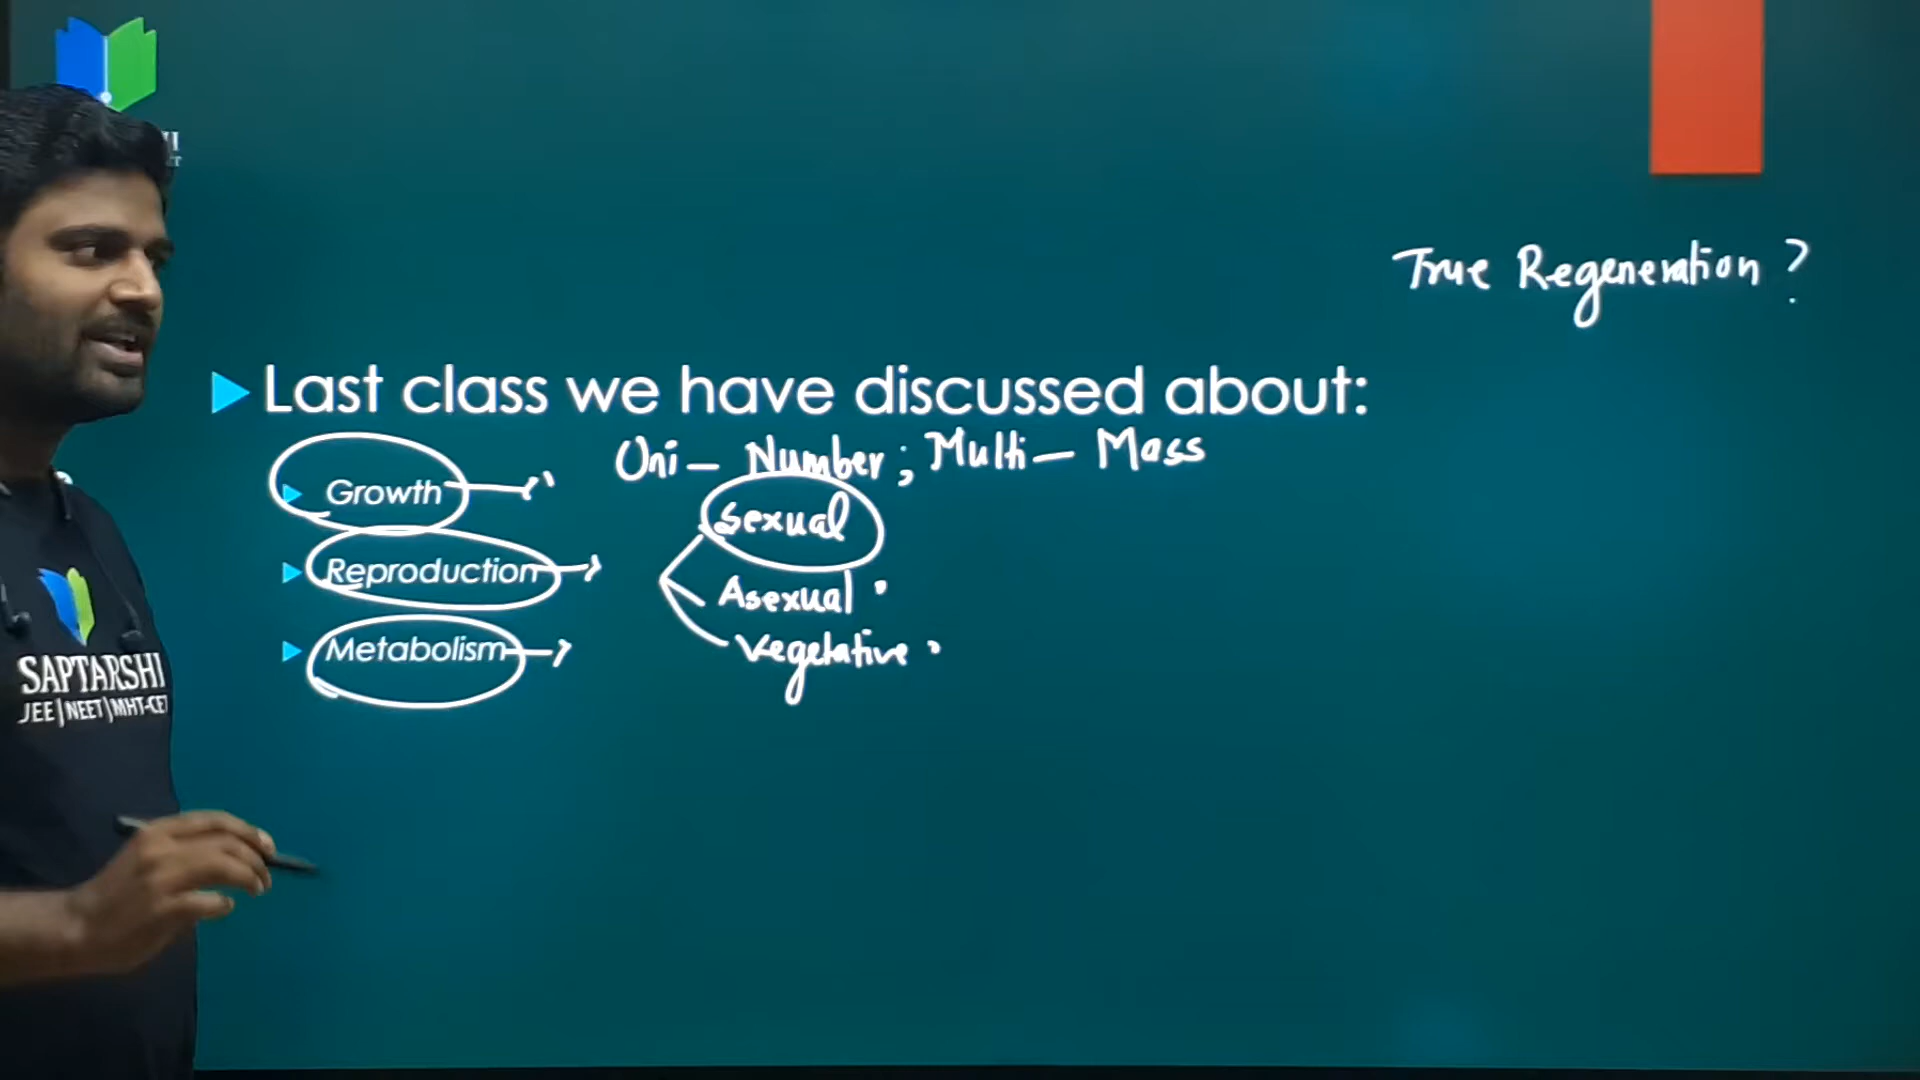 True Regeneration ?
Last class we have discussed about:
Uni – Number ; Multi – Mass
Growth
Sexual
Reproduction
Asexual
Metabolism
Vegetative
SAPTARSHI
JEE|NEET|MHT-CET